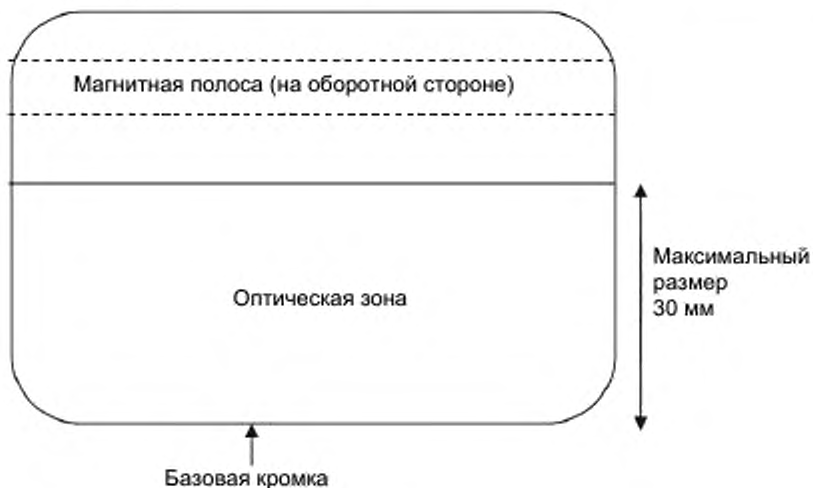 Магнитная полоса (на оборотной стороне)
Оптическая зона
Максимальный
размер
30 мм
Базовая кромка